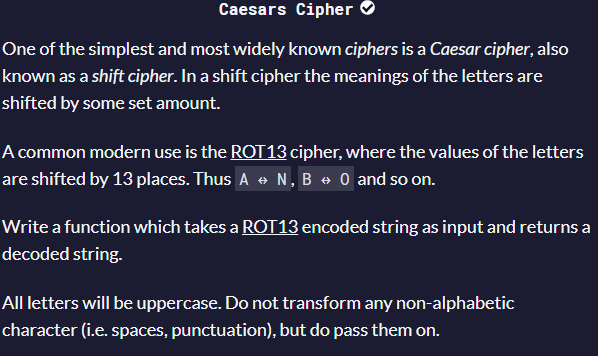 Caesars Cipher
One of the simplest and most widely known ciphers is a Caesar cipher, also
known as a shift cipher. In a shift cipher the meanings of the letters are
shifted by some set amount.
A common modern use is the ROT13 cipher, where the values of the letters
are shifted by 13 places. Thus A ↔ N, B ↔ O and so on.
Write a function which takes a ROT13 encoded string as input and returns a
decoded string.
All letters will be uppercase. Do not transform any non-alphabetic
character (i.e. spaces, punctuation), but do pass them on.